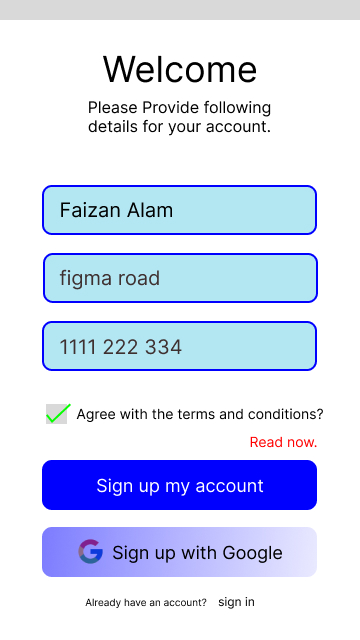 Welcome
Please Provide following
details for your account.
Faizan Alam
figma road
1111 222 334
Agree with the terms and conditions?
Read now.
Sign up my account
Sign up with Google
Already have an account? sign in